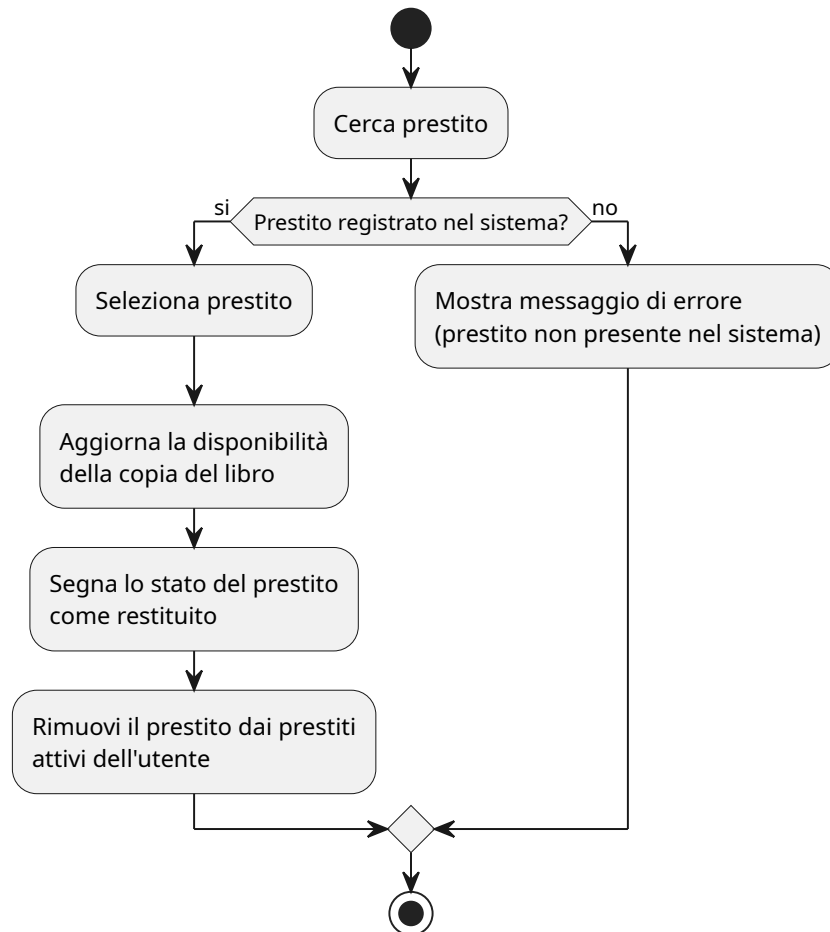 Cerca prestito
si
Prestito registrato nel sistema?
no
Seleziona prestito
Mostra messaggio di errore
(prestito non presente nel sistema)
Aggiorna la disponibilità
della copia del libro
Segna lo stato del prestito
come restituito
Rimuovi il prestito dai prestiti
attivi dell'utente